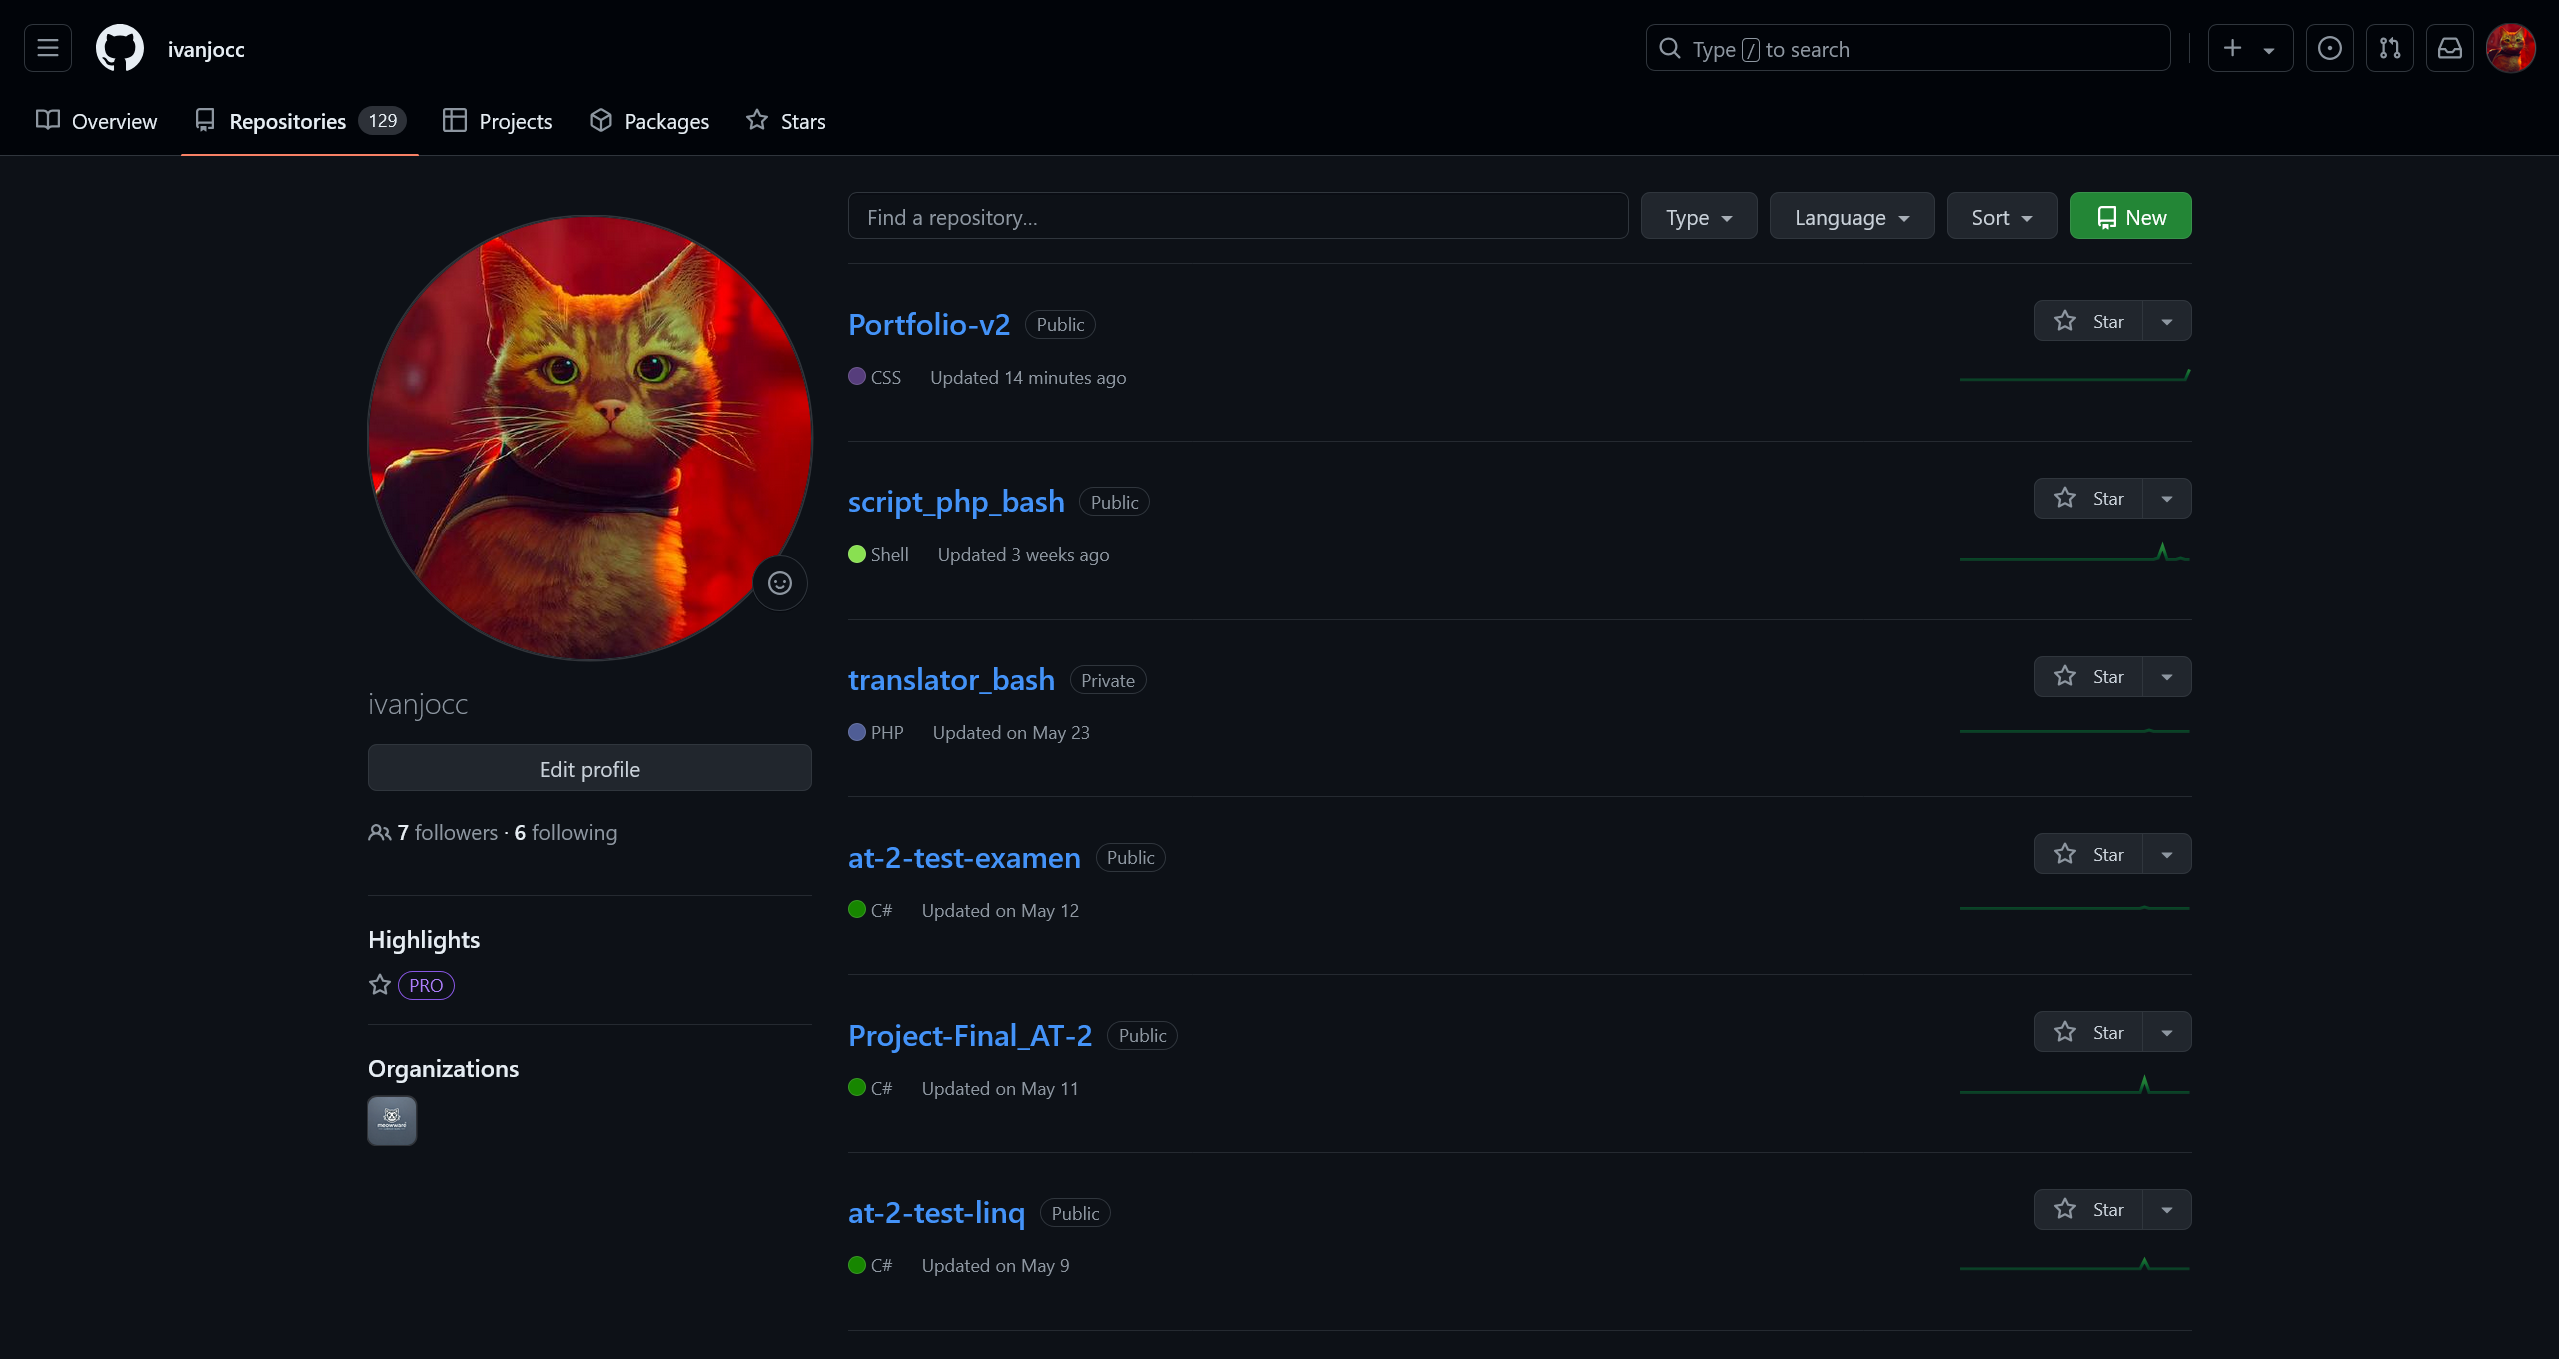 ivanjocc
Type / to search
Overview
Repositories 129
Projects
Packages
Stars
Find a repository...
Type
Language
Sort
New
ivanjocc
Edit profile
7 followers · 6 following
Highlights
PRO
Organizations
meowware
Portfolio-v2 Public
Star
CSS Updated 14 minutes ago
script_php_bash Public
Star
Shell Updated 3 weeks ago
translator_bash Private
Star
PHP Updated on May 23
at-2-test-examen Public
Star
C# Updated on May 12
Project-Final_AT-2 Public
Star
C# Updated on May 11
at-2-test-linq Public
Star
C# Updated on May 9